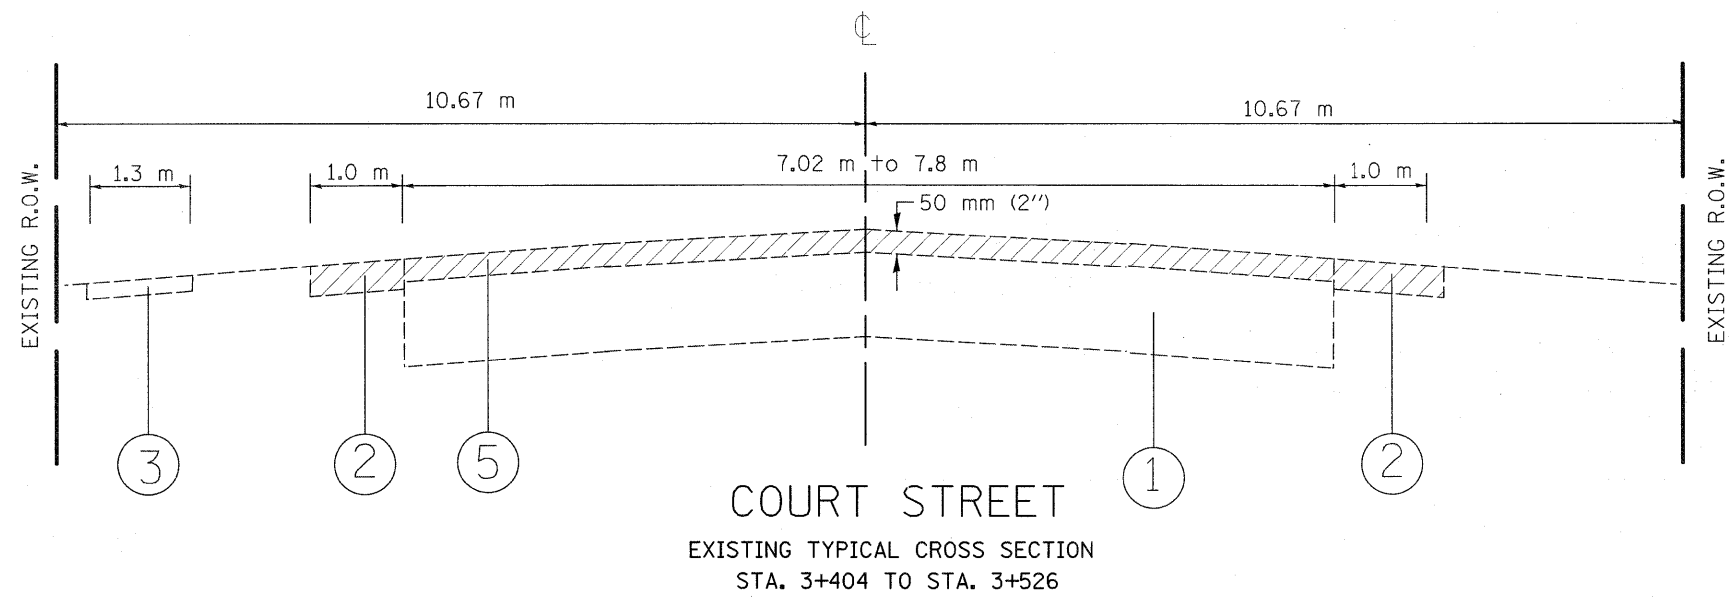 ℄
10.67 m
10.67 m
1.3 m
1.0 m
7.02 m to 7.8 m
1.0 m
50 mm (2")
EXISTING R.O.W.
EXISTING R.O.W.
3
2
5
1
2
COURT STREET
EXISTING TYPICAL CROSS SECTION
STA. 3+404 TO STA. 3+526